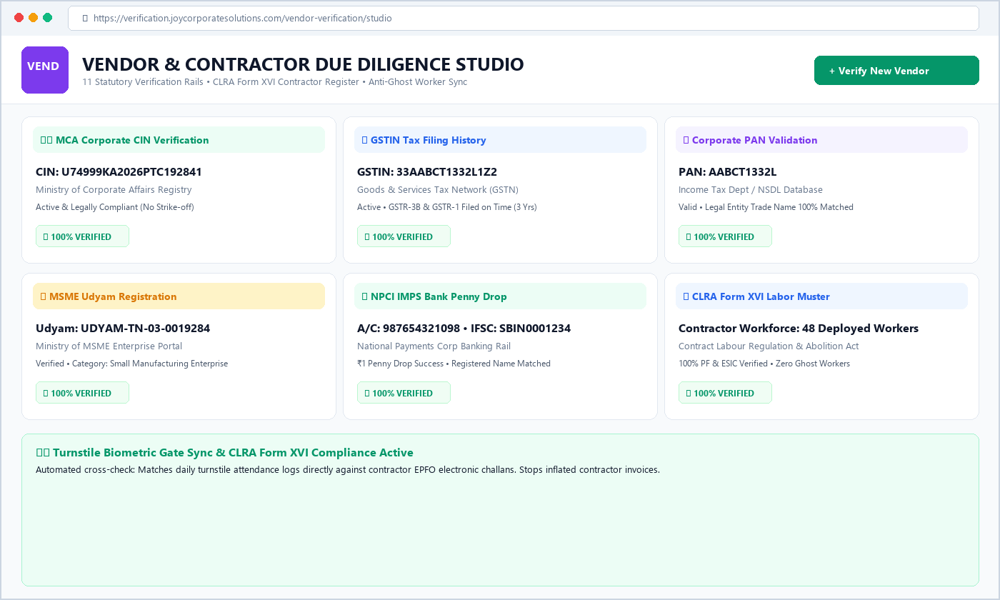 https://verification.joycorporatesolutions.com/vendor-verification/studio
VEND
VENDOR & CONTRACTOR DUE DILIGENCE STUDIO
11 Statutory Verification Rails • CLRA Form XVI Contractor Register • Anti-Ghost Worker Sync
+ Verify New Vendor
MCA Corporate CIN Verification
CIN: U74999KA2026PTC192841
Ministry of Corporate Affairs Registry
Active & Legally Compliant (No Strike-off)
100% VERIFIED
GSTIN Tax Filing History
GSTIN: 33AABCT1332L1Z2
Goods & Services Tax Network (GSTN)
Active • GSTR-3B & GSTR-1 Filed on Time (3 Yrs)
100% VERIFIED
Corporate PAN Validation
PAN: AABCT1332L
Income Tax Dept / NSDL Database
Valid • Legal Entity Trade Name 100% Matched
100% VERIFIED
MSME Udyam Registration
Udyam: UDYAM-TN-03-0019284
Ministry of MSME Enterprise Portal
Verified • Category: Small Manufacturing Enterprise
100% VERIFIED
NPCI IMPS Bank Penny Drop
A/C: 987654321098 • IFSC: SBIN0001234
National Payments Corp Banking Rail
₹1 Penny Drop Success • Registered Name Matched
100% VERIFIED
CLRA Form XVI Labor Muster
Contractor Workforce: 48 Deployed Workers
Contract Labour Regulation & Abolition Act
100% PF & ESIC Verified • Zero Ghost Workers
100% VERIFIED
Turnstile Biometric Gate Sync & CLRA Form XVI Compliance Active
Automated cross-check: Matches daily turnstile attendance logs directly against contractor EPFO electronic challans. Stops inflated contractor invoices.